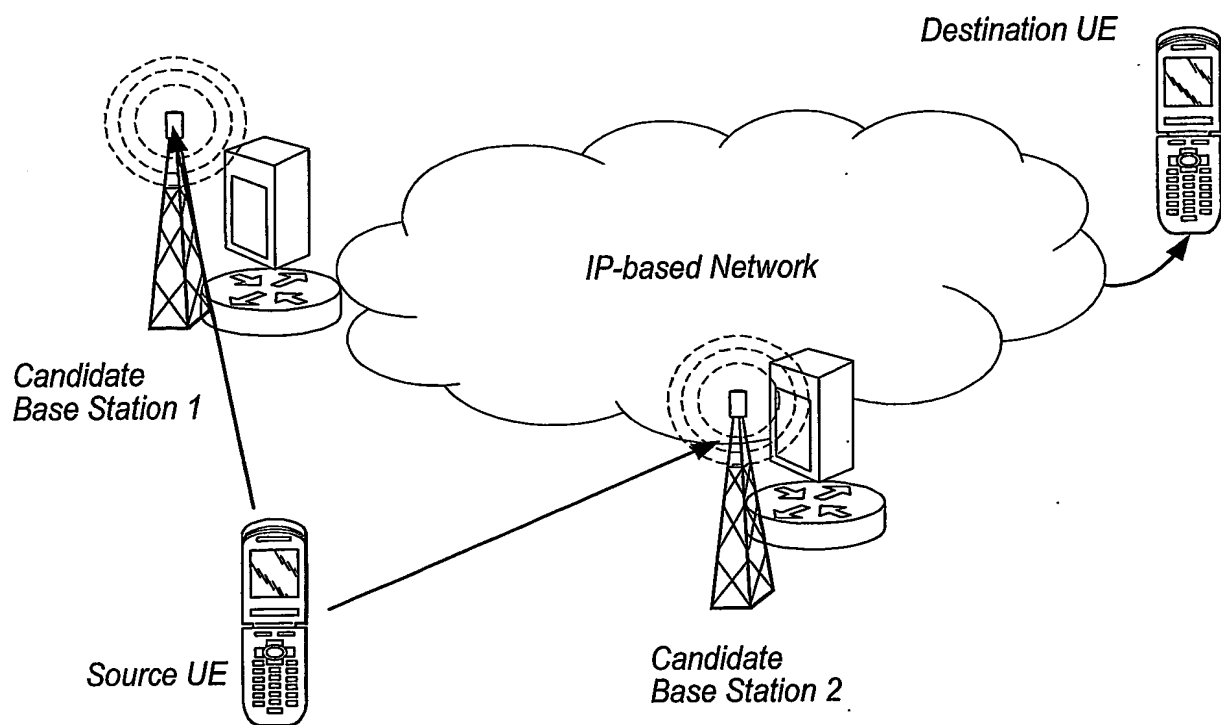 Destination UE
IP-based Network
Candidate
Base Station 1
Source UE
Candidate
Base Station 2